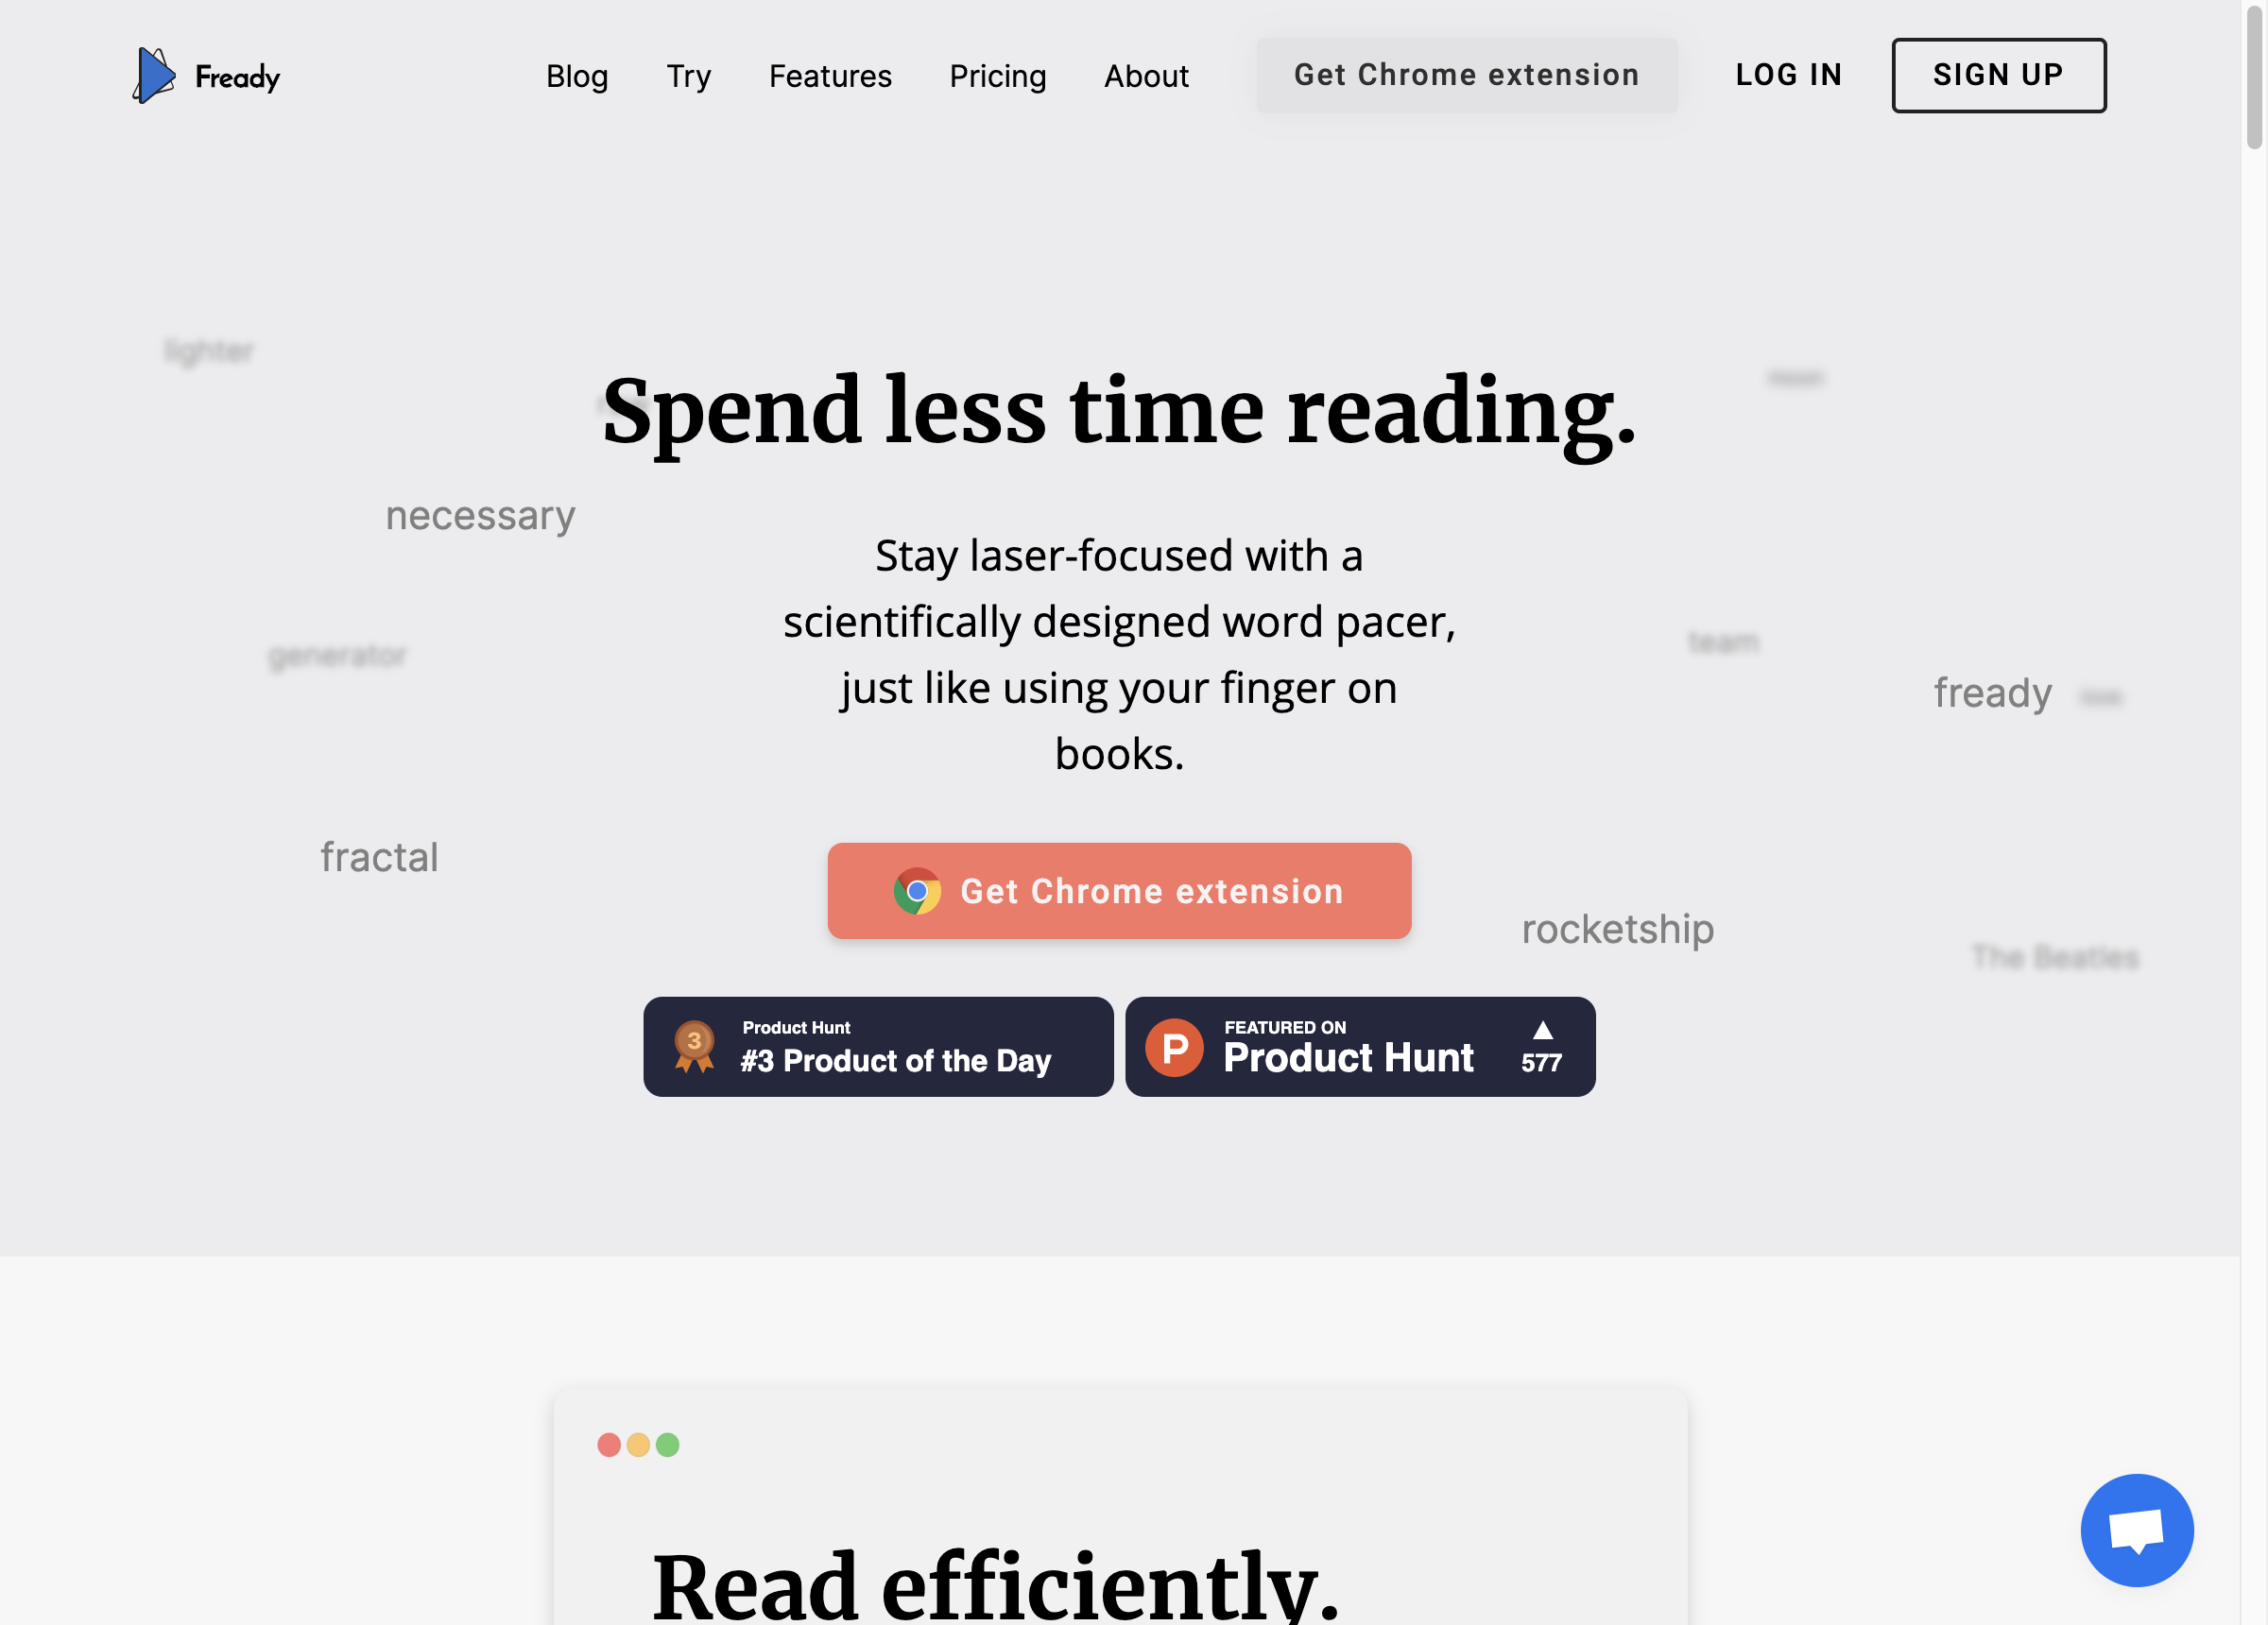 Fready
Blog
Try
Features
Pricing
About
Get Chrome extension
LOG IN
SIGN UP
lighter
moon
Spend less time reading.
necessary
Stay laser-focused with a
scientifically designed word pacer,
just like using your finger on
books.
generator
team
fready
fractal
Get Chrome extension
rocketship
The Beatles
3
Product Hunt
#3 Product of the Day
P
FEATURED ON
Product Hunt
577
Read efficiently.